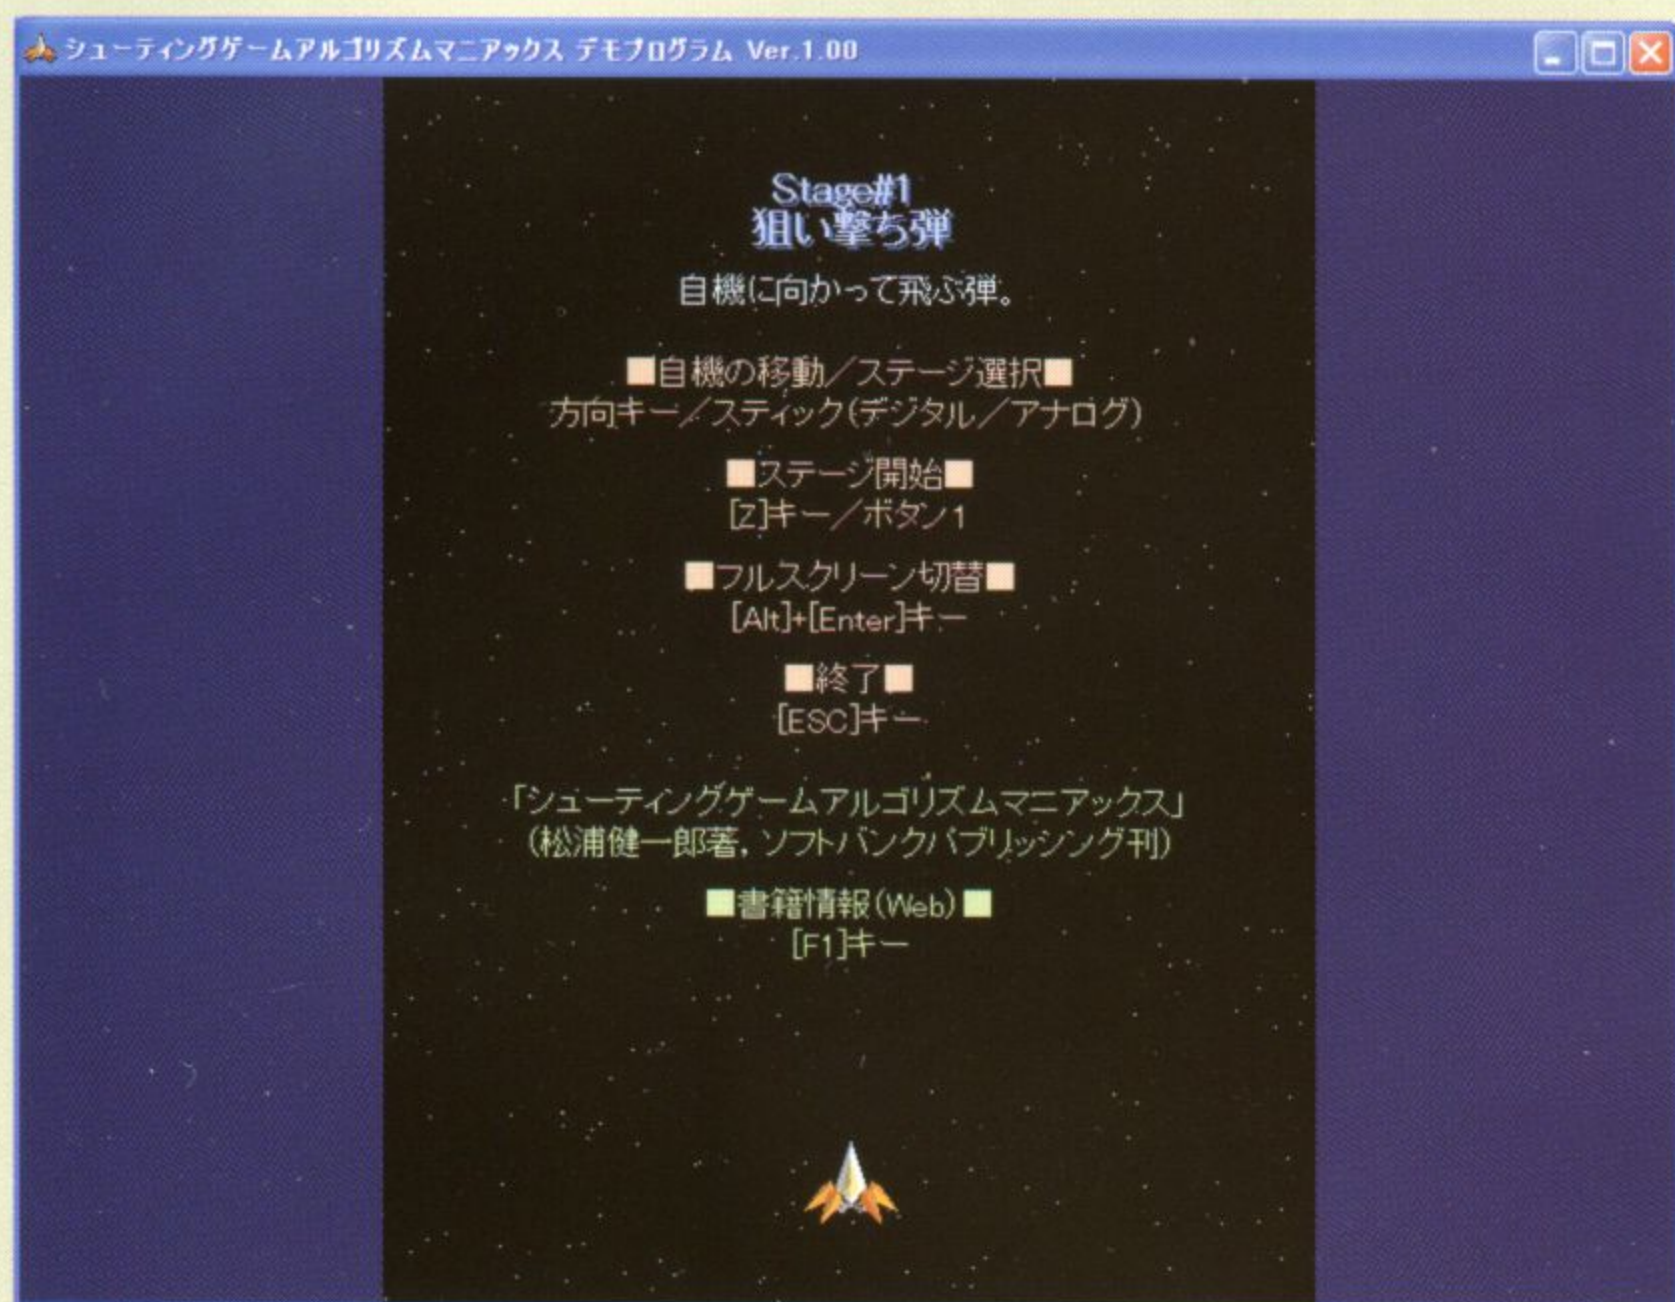 シューティングゲームアルゴリズムマニアックス デモプログラム Ver.1.00
Stage#1
狙い撃ち弾
自機に向かって飛ぶ弾。
■自機の移動／ステージ選択■
方向キー／スティック(デジタル／アナログ)
■ステージ開始■
[Z]キー／ボタン1
■フルスクリーン切替■
[Alt]+[Enter]キー
■終了■
[ESC]キー
「シューティングゲームアルゴリズムマニアックス」
(松浦健一郎著, ソフトバンクパブリッシング刊)
■書籍情報(Web)■
[F1]キー